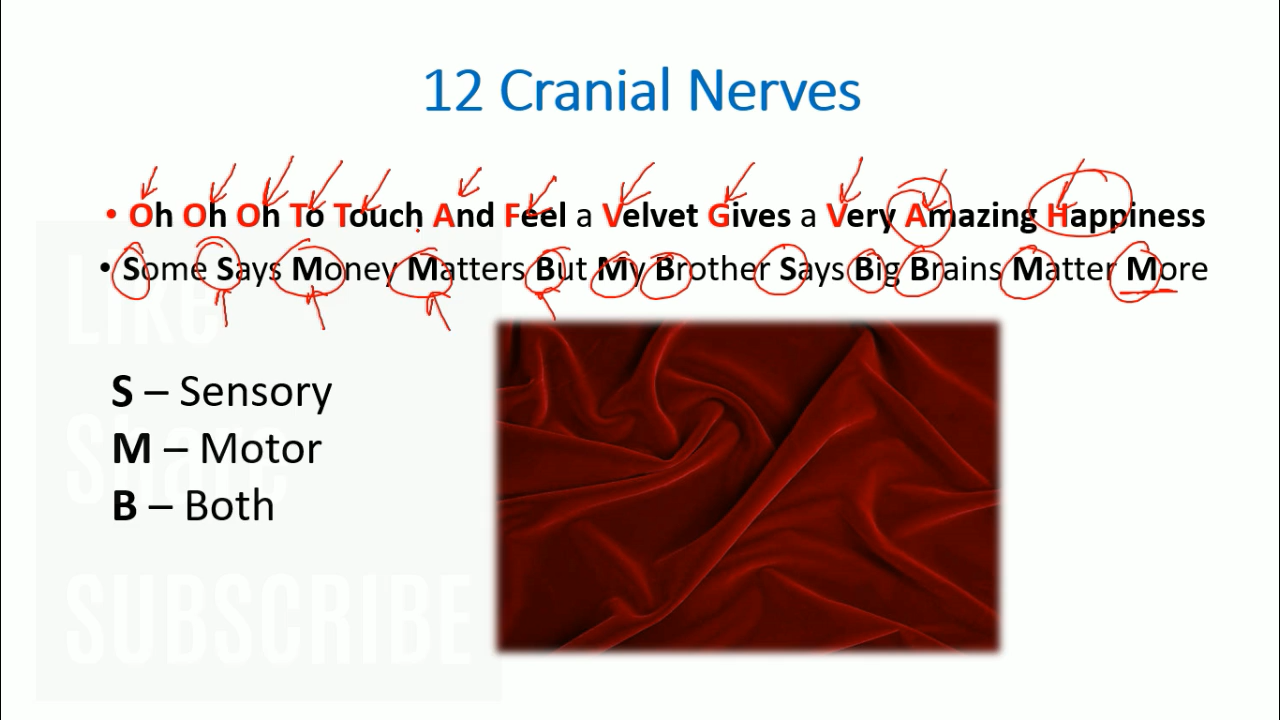 12 Cranial Nerves
• Oh Oh Oh To Touch And Feel a Velvet Gives a Very Amazing Happiness
• Some Says Money Matters But My Brother Says Big Brains Matter More
Like
S – Sensory
Share
M – Motor
B – Both
SUBSCRIBE